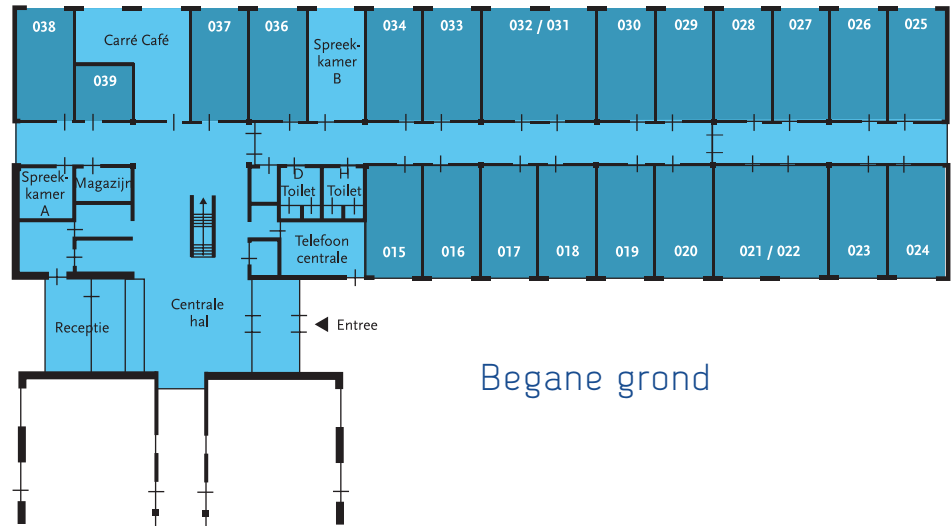 038
Carré Café
037
036
Spreek-
kamer
B
034
033
032 / 031
030
029
028
027
026
025
039
Spreek-
kamer
A
Magazijn
D
Toilet
H
Toilet
Telefoon
centrale
015
016
017
018
019
020
021 / 022
023
024
Receptie
Centrale
hal
Entree
Begane grond